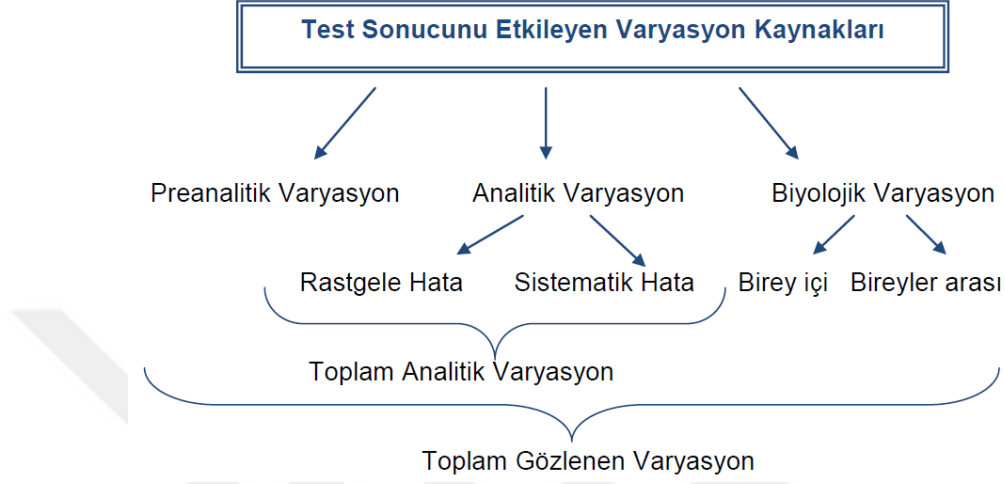 Test Sonucunu Etkileyen Varyasyon Kaynakları
Preanalitik Varyasyon
Analitik Varyasyon
Biyolojik Varyasyon
Rastgele Hata
Sistematik Hata
Birey içi
Bireyler arası
Toplam Analitik Varyasyon
Toplam Gözlenen Varyasyon